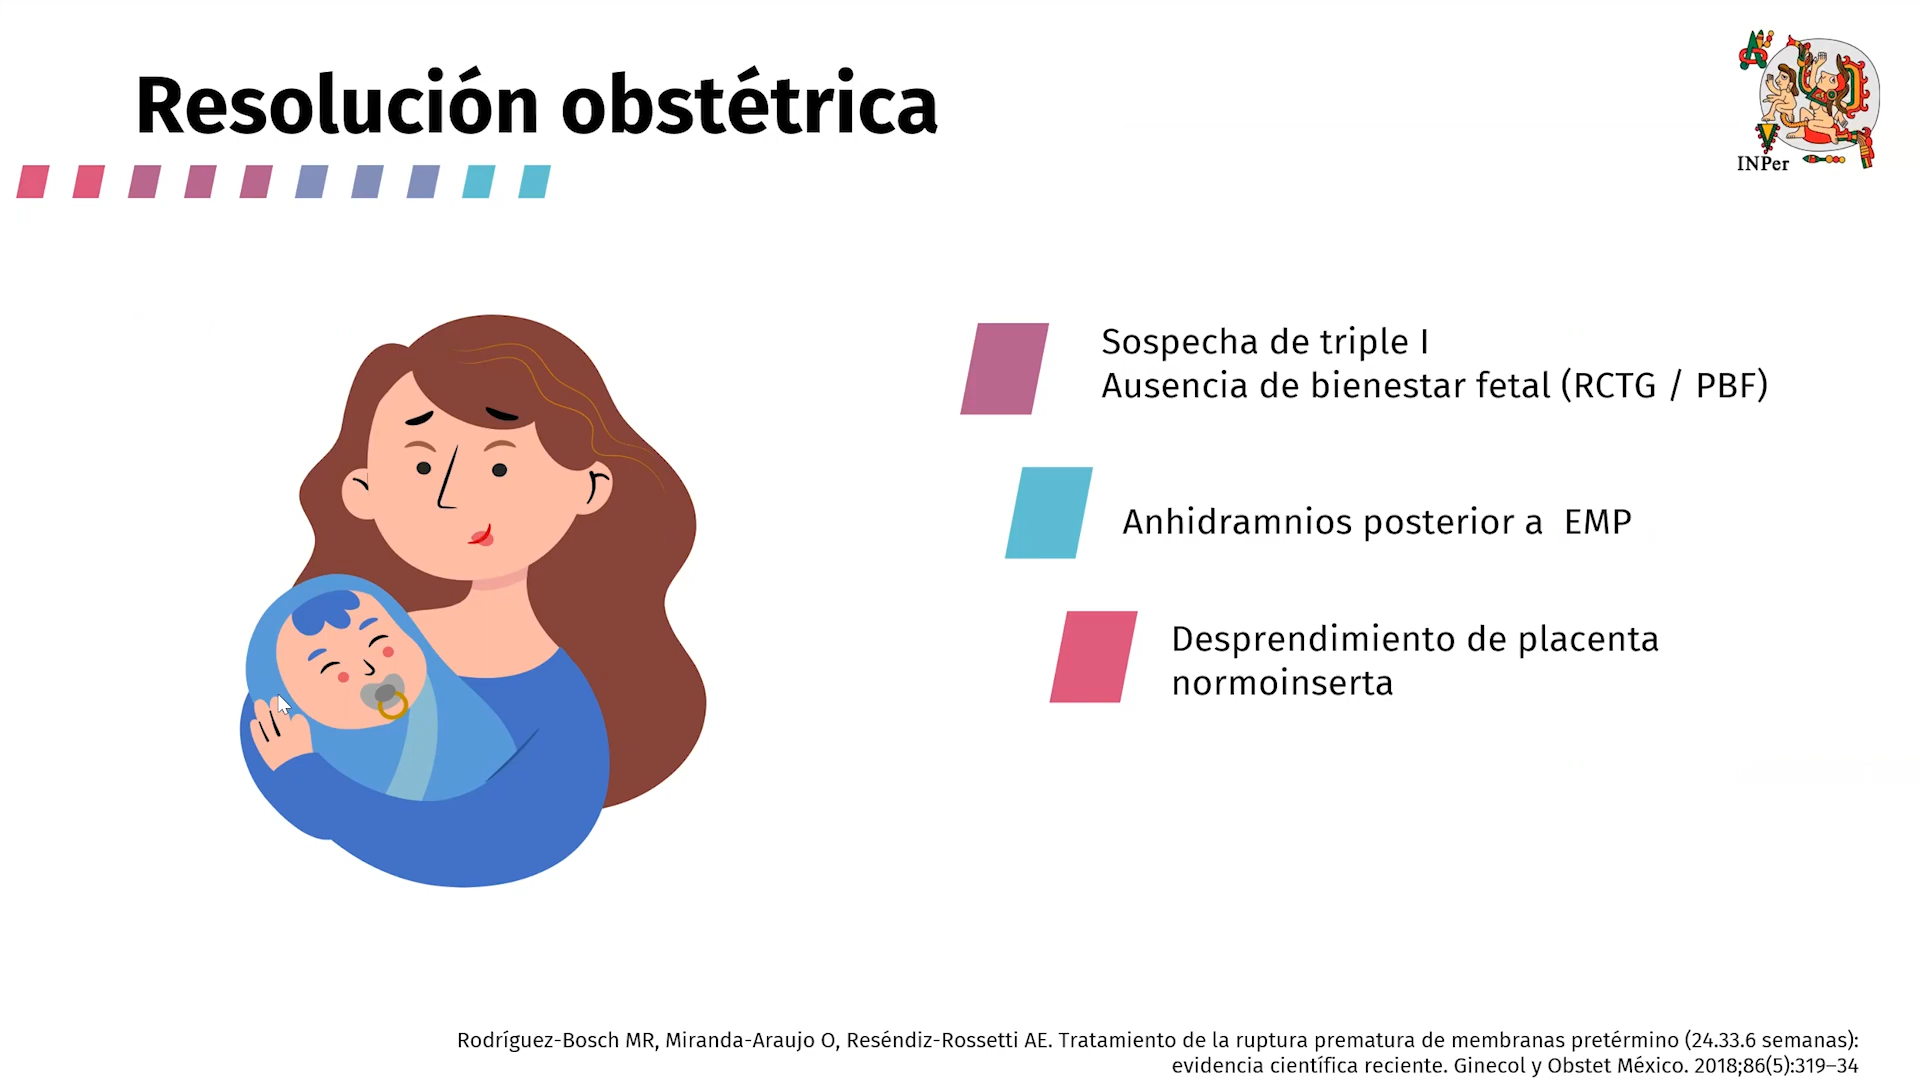 Resolución obstétrica
INPer
Sospecha de triple I
Ausencia de bienestar fetal (RCTG / PBF)
Anhidramnios posterior a  EMP
Desprendimiento de placenta
normoinserta
Rodríguez-Bosch MR, Miranda-Araujo O, Reséndiz-Rossetti AE. Tratamiento de la ruptura prematura de membranas pretérmino (24.33.6 semanas):
evidencia científica reciente. Ginecol y Obstet México. 2018;86(5):319–34